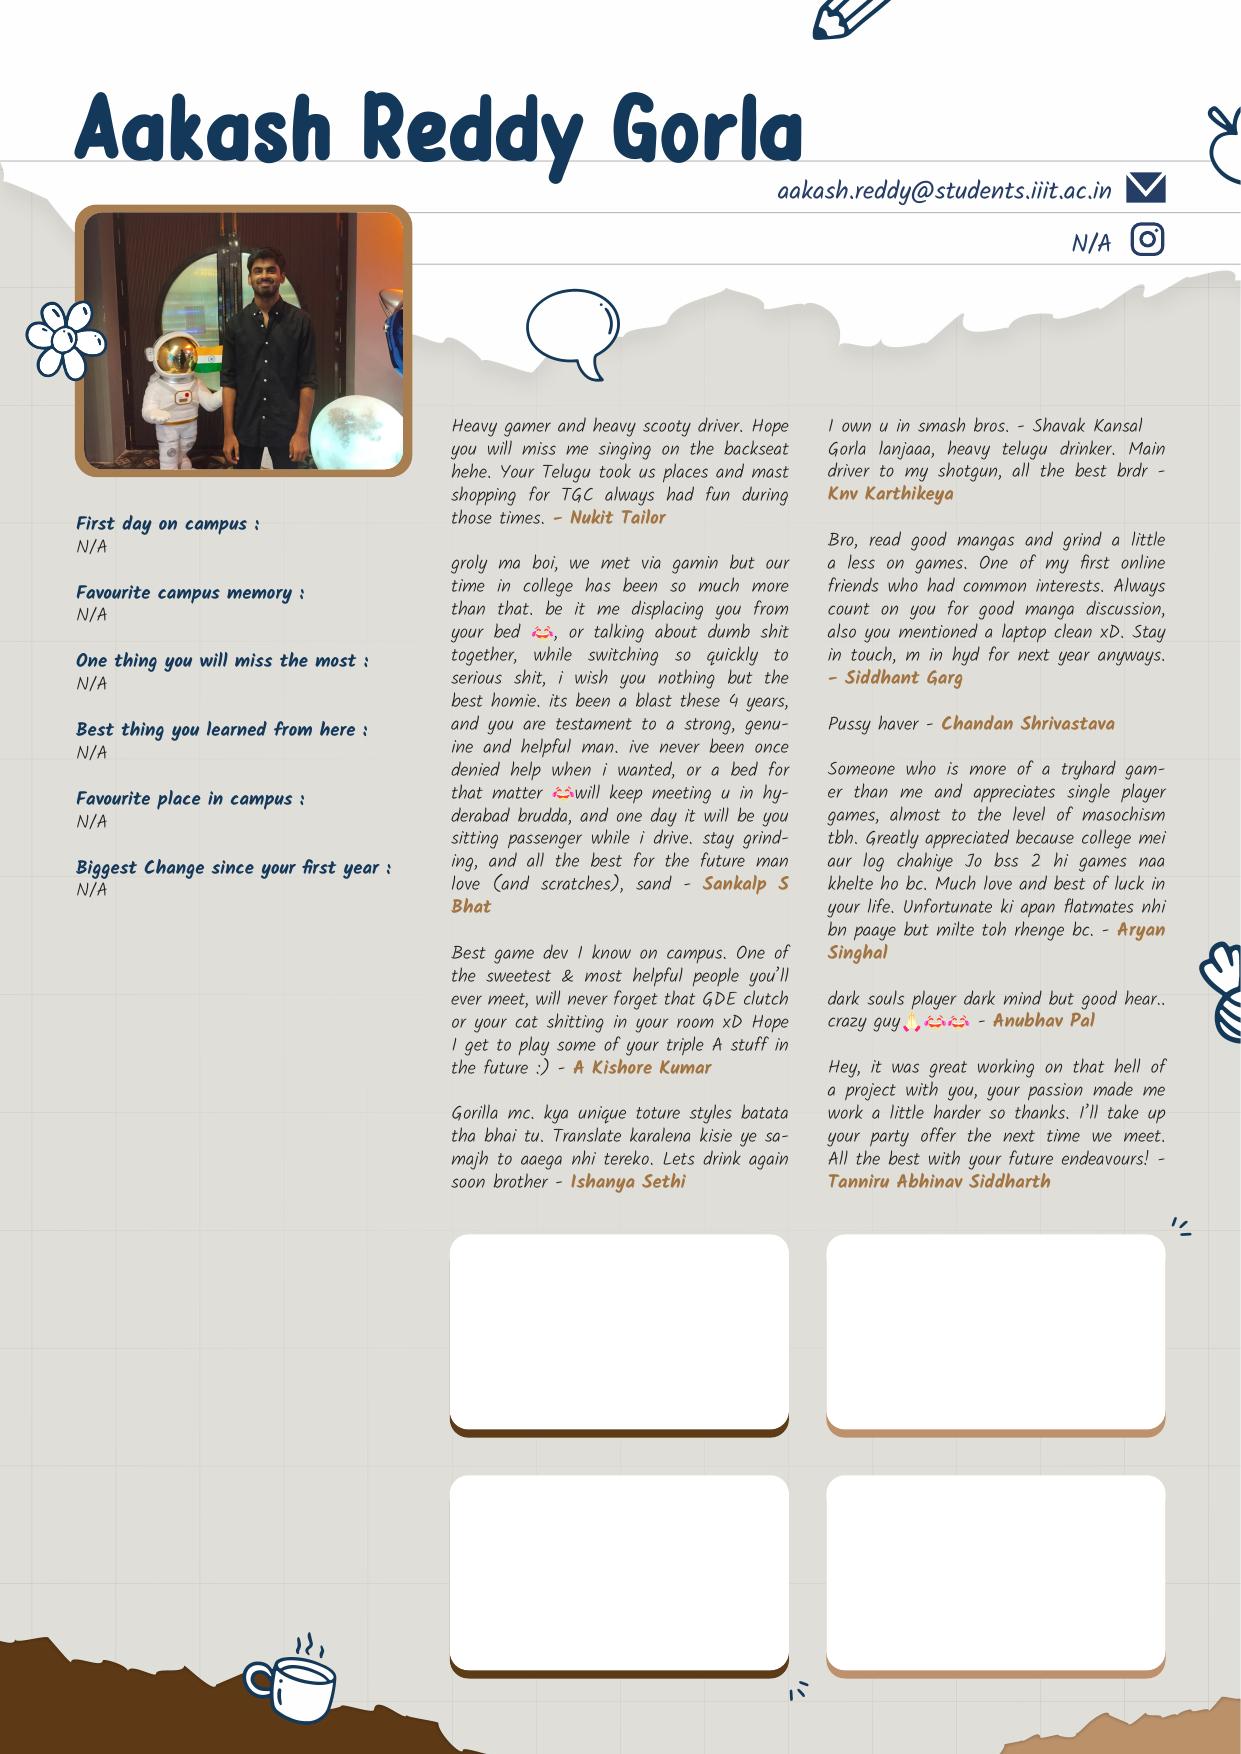 Aakash Reddy Gorla
aakash.reddy@students.iiit.ac.in
N/A
First day on campus :
N/A
Favourite campus memory :
N/A
One thing you will miss the most :
N/A
Best thing you learned from here :
N/A
Favourite place in campus :
N/A
Biggest Change since your first year :
N/A
Heavy gamer and heavy scooty driver. Hope
you will miss me singing on the backseat
hehe. Your Telugu took us places and mast
shopping for TGC always had fun during
those times. - Nukit Tailor
groly ma boi, we met via gamin but our
time in college has been so much more
than that. be it me displacing you from
your bed 😂, or talking about dumb shit
together, while switching so quickly to
serious shit, i wish you nothing but the
best homie. its been a blast these 4 years,
and you are testament to a strong, genu-
ine and helpful man. ive never been once
denied help when i wanted, or a bed for
that matter 😂will keep meeting u in hy-
derabad brudda, and one day it will be you
sitting passenger while i drive. stay grind-
ing, and all the best for the future man
love (and scratches), sand - Sankalp S
Bhat
Best game dev I know on campus. One of
the sweetest & most helpful people you'll
ever meet, will never forget that GDE clutch
or your cat shitting in your room xD Hope
I get to play some of your triple A stuff in
the future :) - A Kishore Kumar
Gorilla mc. kya unique toture styles batata
tha bhai tu. Translate karalena kisie ye sa-
majh to aaega nhi tereko. Lets drink again
soon brother - Ishanya Sethi
I own u in smash bros. - Shavak Kansal
Gorla lanjaaa, heavy telugu drinker. Main
driver to my shotgun, all the best brdr -
Knv Karthikeya
Bro, read good mangas and grind a little
a less on games. One of my first online
friends who had common interests. Always
count on you for good manga discussion,
also you mentioned a laptop clean xD. Stay
in touch, m in hyd for next year anyways.
- Siddhant Garg
Pussy haver - Chandan Shrivastava
Someone who is more of a tryhard gam-
er than me and appreciates single player
games, almost to the level of masochism
tbh. Greatly appreciated because college mei
aur log chahiye Jo bss 2 hi games naa
khelte ho bc. Much love and best of luck in
your life. Unfortunate ki apan flatmates nhi
bn paaye but milte toh rhenge bc. - Aryan
Singhal
dark souls player dark mind but good hear..
crazy guy🙏😂😂 - Anubhav Pal
Hey, it was great working on that hell of
a project with you, your passion made me
work a little harder so thanks. I'll take up
your party offer the next time we meet.
All the best with your future endeavours! -
Tanniru Abhinav Siddharth